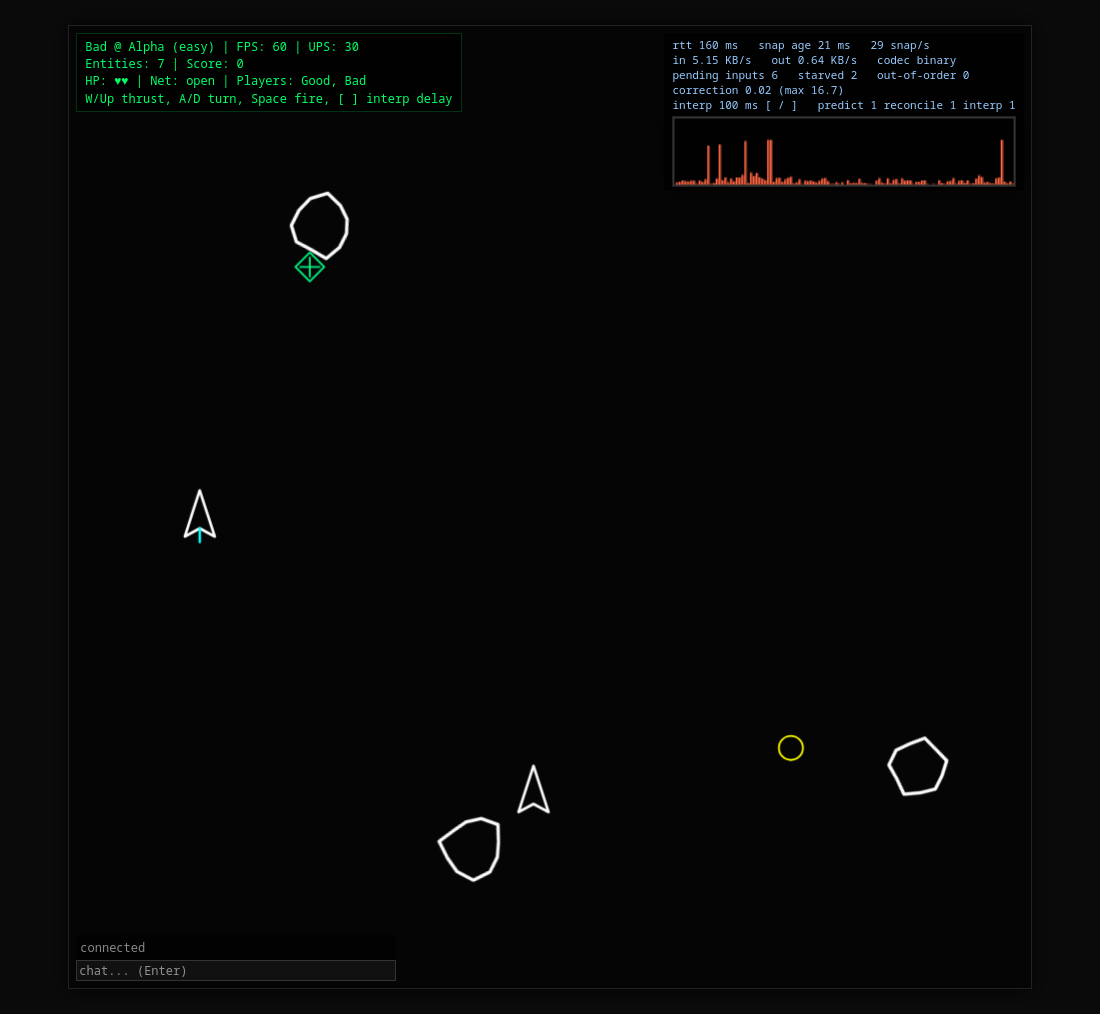 Bad @ Alpha (easy) | FPS: 60 | UPS: 30
Entities: 7 | Score: 0
HP: ♥♥ | Net: open | Players: Good, Bad
W/Up thrust, A/D turn, Space fire, [ ] interp delay
rtt 160 ms snap age 21 ms 29 snap/s
in 5.15 KB/s out 0.64 KB/s codec binary
pending inputs 6 starved 2 out-of-order 0
correction 0.02 (max 16.7)
interp 100 ms [ / ] predict 1 reconcile 1 interp 1
connected
chat... (Enter)